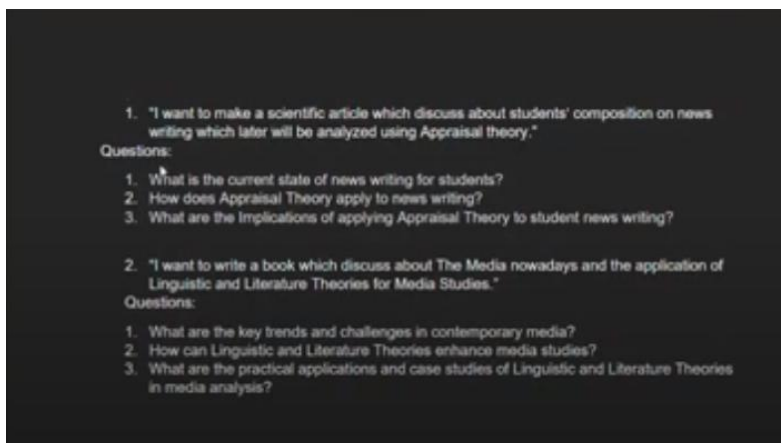 1. "I want to make a scientific article which discuss about students' composition on news
writing which later will be analyzed using Appraisal theory."
Questions:
1. What is the current state of news writing for students?
2. How does Appraisal Theory apply to news writing?
3. What are the Implications of applying Appraisal Theory to student news writing?
2. "I want to write a book which discuss about The Media nowadays and the application of
Linguistic and Literature Theories for Media Studies."
Questions:
1. What are the key trends and challenges in contemporary media?
2. How can Linguistic and Literature Theories enhance media studies?
3. What are the practical applications and case studies of Linguistic and Literature Theories
in media analysis?